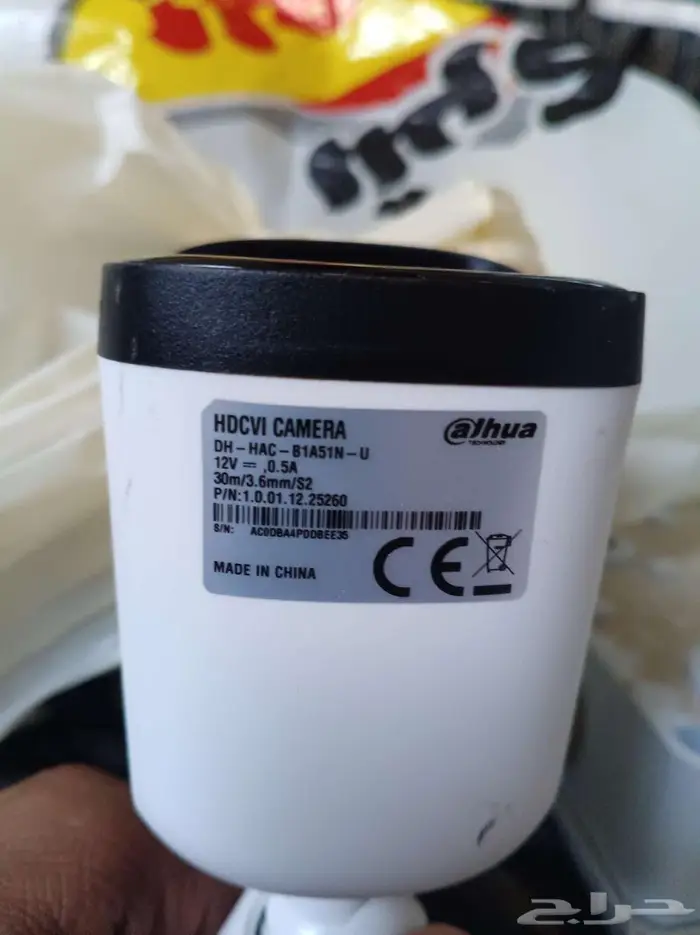 HDCVI CAMERA
alhua
TECHNOLOGY
DH-HAC-B1A51N-U
12V ⎓ ,0.5A
30m/3.6mm/S2
P/N:1.0.01.12.25260
S/N: AC0DBA4PDDBEE35
MADE IN CHINA
CE
حراج